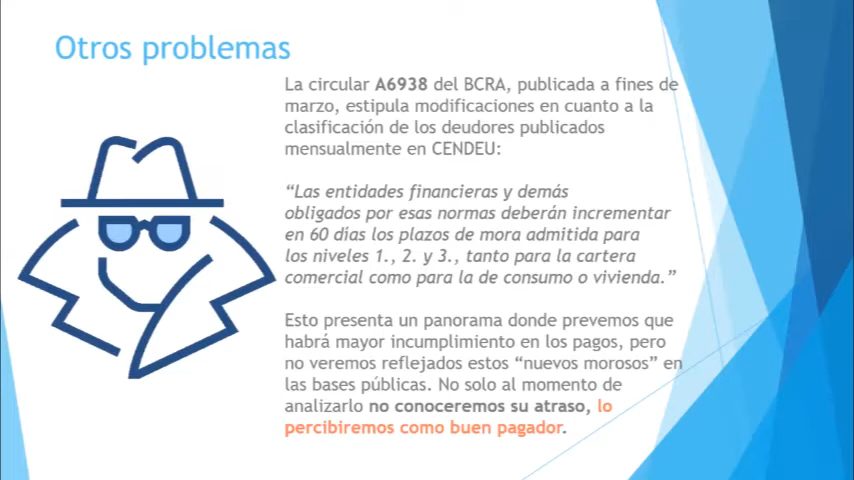 Otros problemas
La circular A6938 del BCRA, publicada a fines de
marzo, estipula modificaciones en cuanto a la
clasificación de los deudores publicados
mensualmente en CENDEU:
“Las entidades financieras y demás
obligados por esas normas deberán incrementar
en 60 días los plazos de mora admitida para
los niveles 1., 2. y 3., tanto para la cartera
comercial como para la de consumo o vivienda.”
Esto presenta un panorama donde prevemos que
habrá mayor incumplimiento en los pagos, pero
no veremos reflejados estos “nuevos morosos” en
las bases públicas. No solo al momento de
analizarlo no conoceremos su atraso, lo
percibiremos como buen pagador.